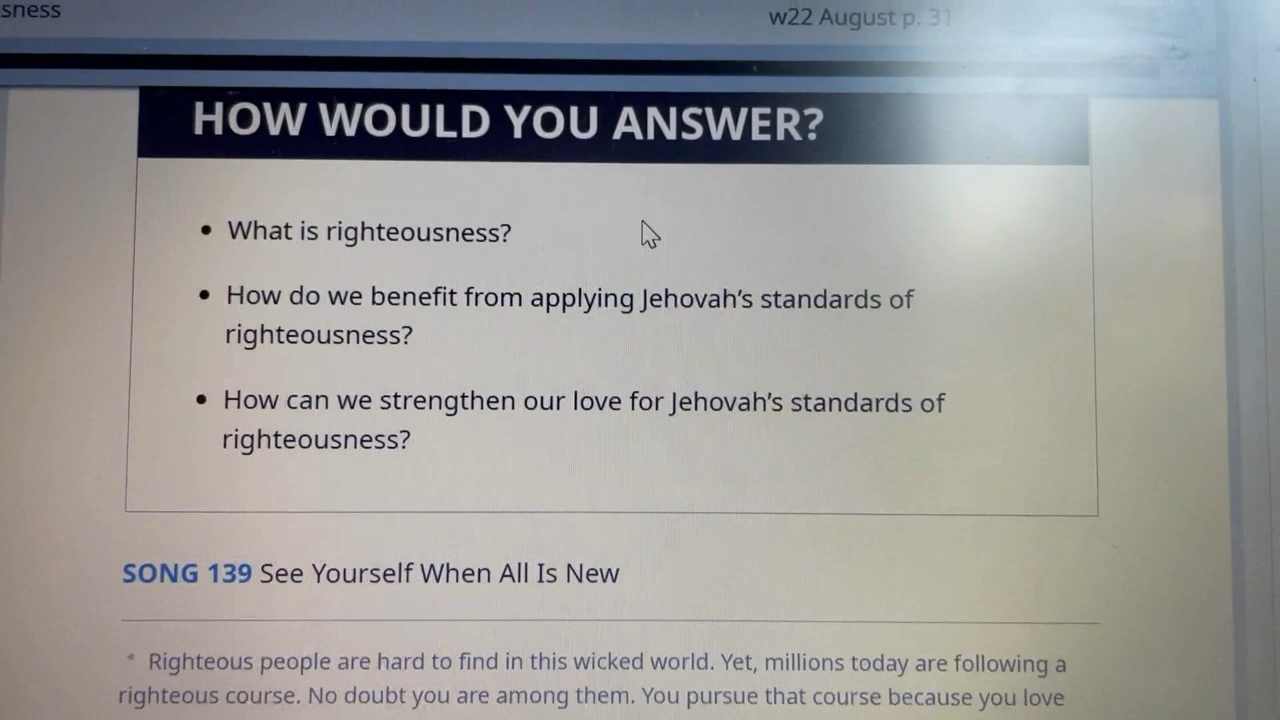 sness
w22 August p. 31
HOW WOULD YOU ANSWER?
• What is righteousness?
• How do we benefit from applying Jehovah's standards of
righteousness?
• How can we strengthen our love for Jehovah's standards of
righteousness?
SONG 139 See Yourself When All Is New
* Righteous people are hard to find in this wicked world. Yet, millions today are following a
righteous course. No doubt you are among them. You pursue that course because you love